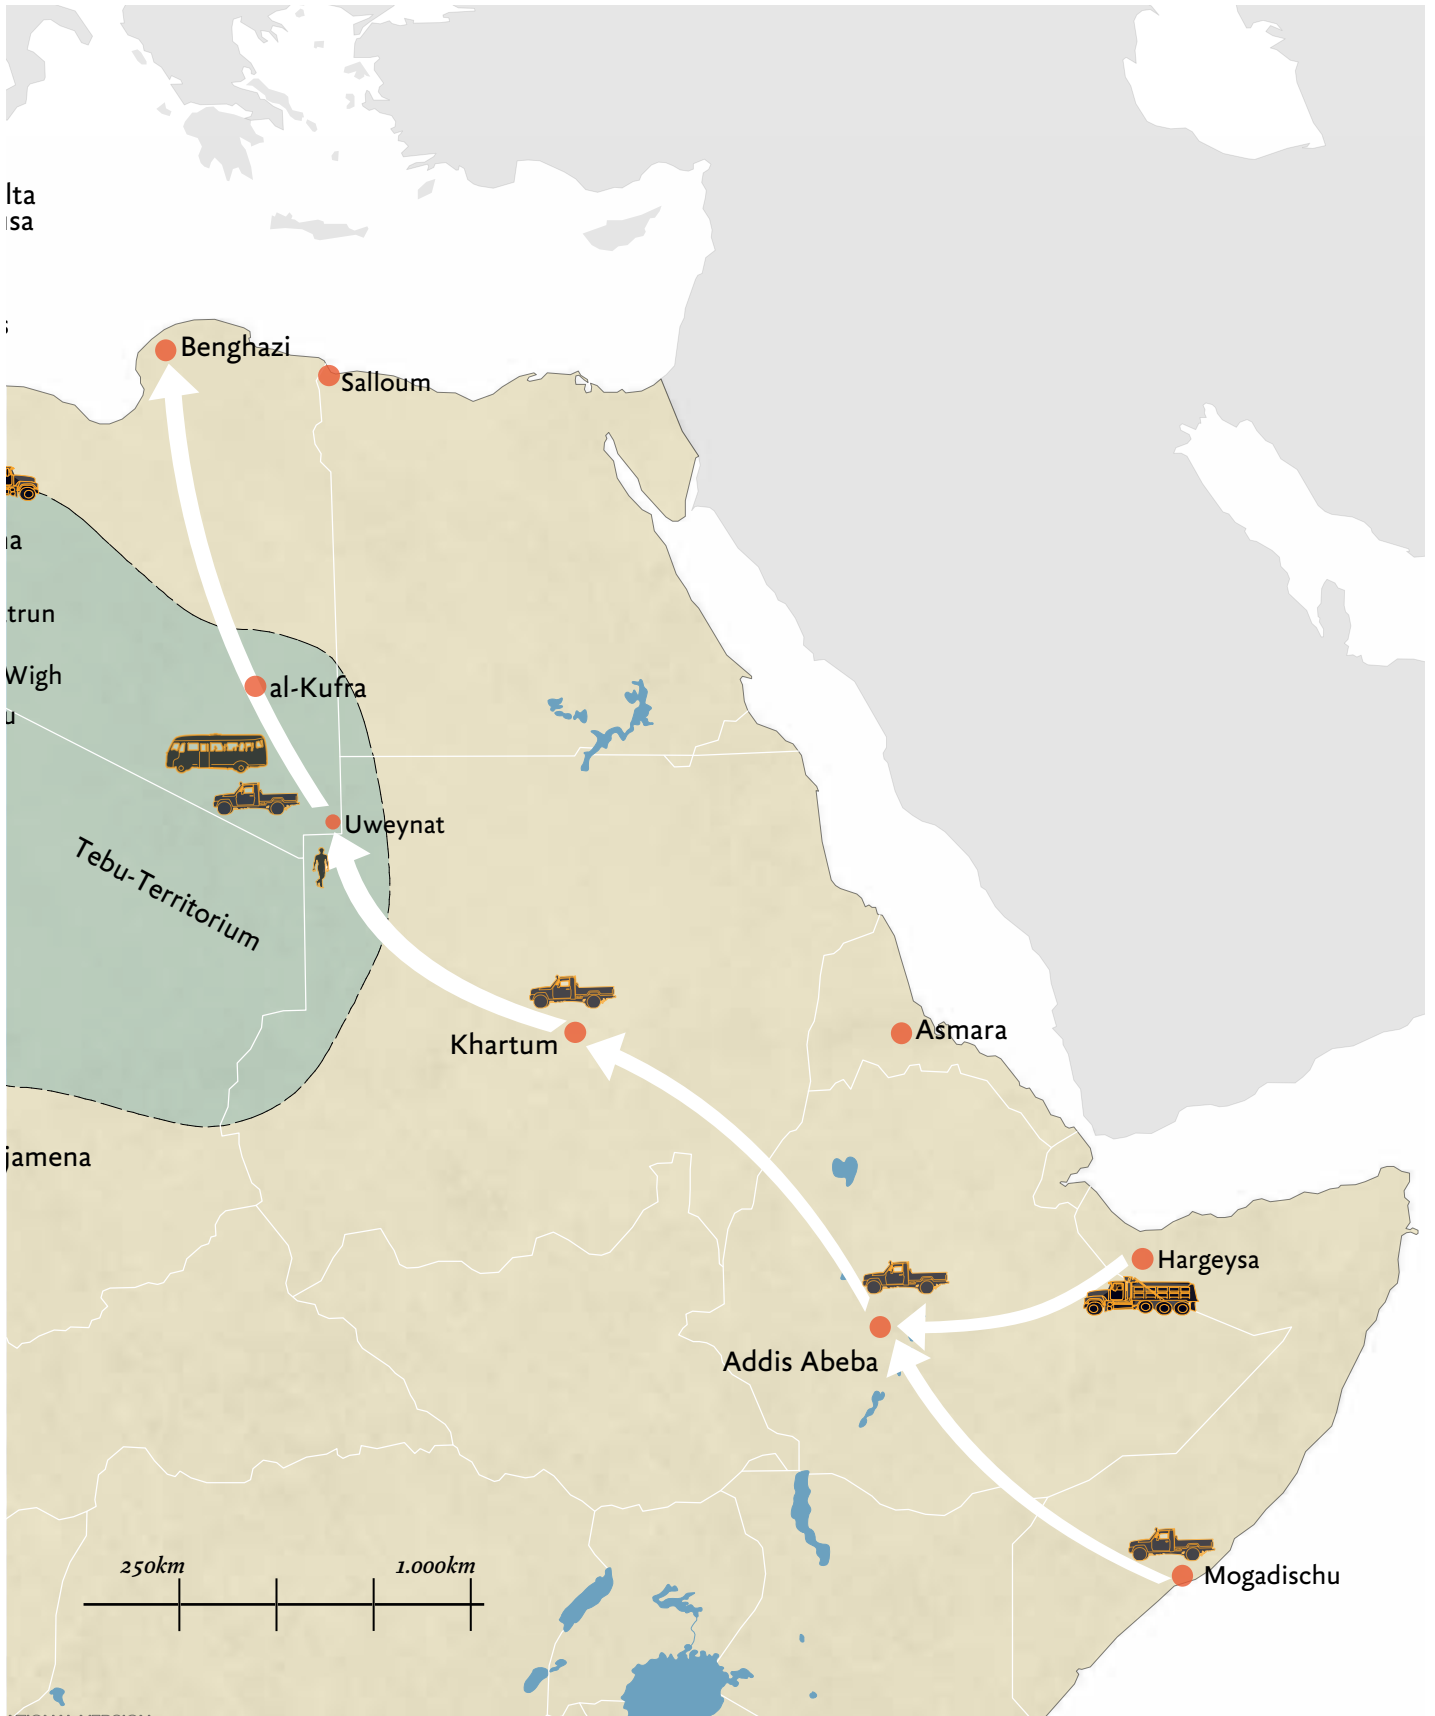 lta
sa
Benghazi
Salloum
trun
Wigh
al-Kufra
Uweynat
Tebu-Territorium
Khartum
Asmara
jamena
Hargeysa
Addis Abeba
250km
1.000km
Mogadischu